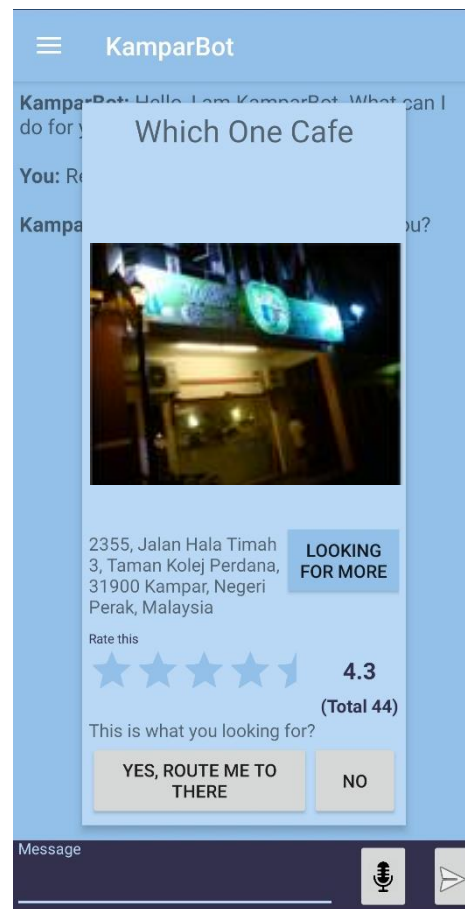 KamparBot
KamparBot: Hello, I am KamparBot. What can I
do for y
Which One Cafe
You: Re
Kampa
ou?
2355, Jalan Hala Timah
3, Taman Kolej Perdana,
31900 Kampar, Negeri
Perak, Malaysia
LOOKING
FOR MORE
Rate this
4.3
(Total 44)
This is what you looking for?
YES, ROUTE ME TO
THERE
NO
Message